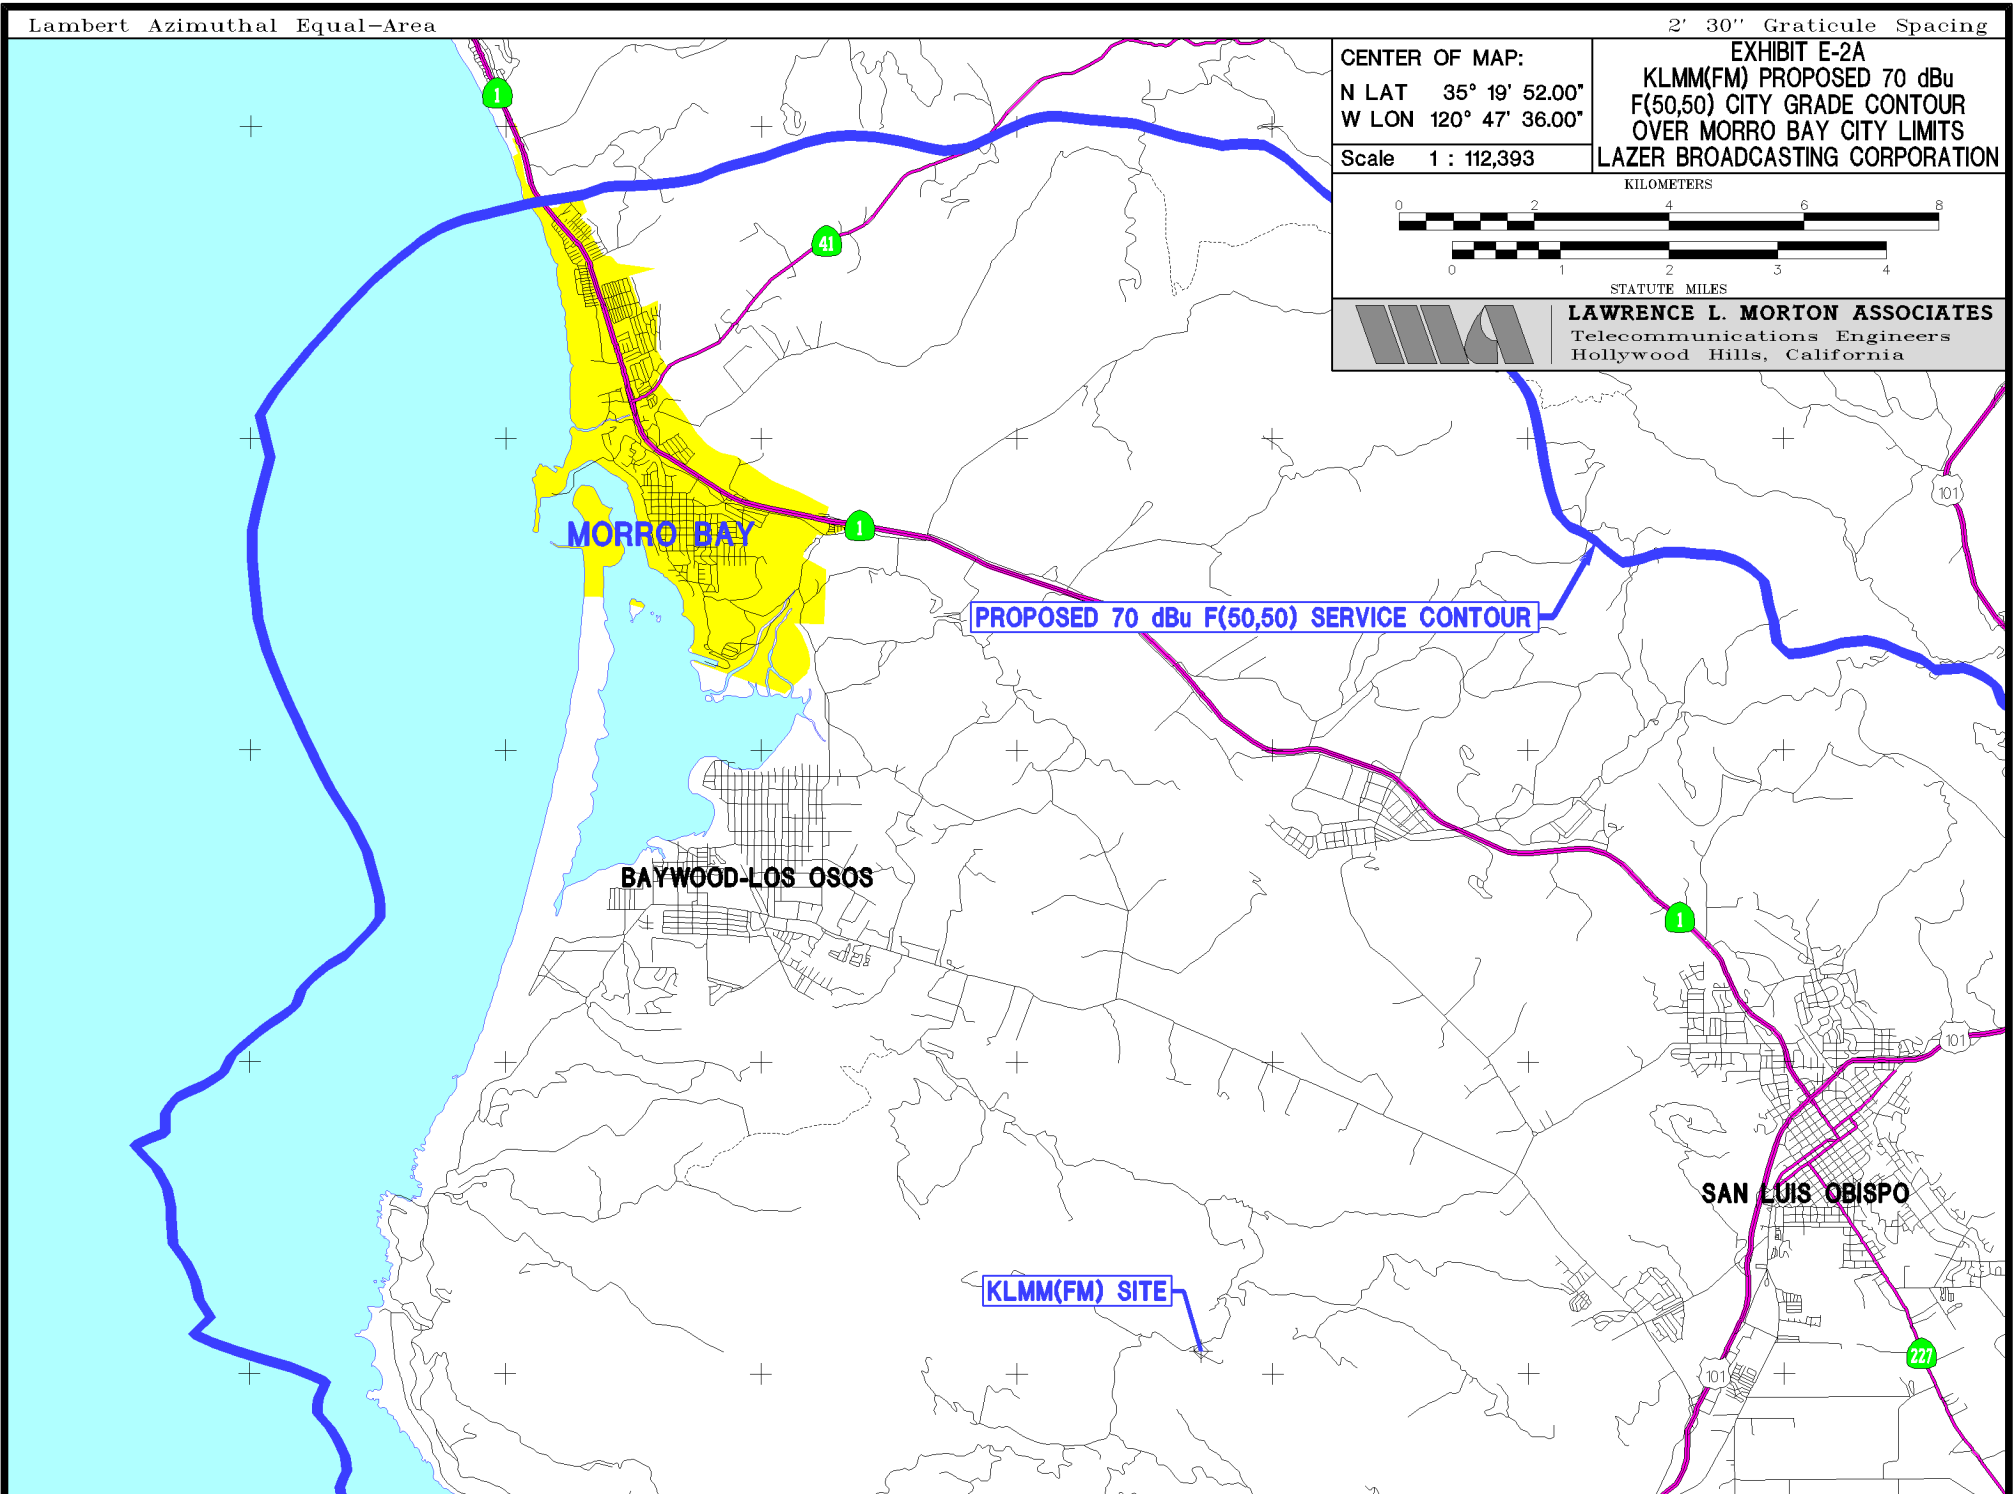 Lambert Azimuthal Equal-Area
2' 30'' Graticule Spacing
CENTER OF MAP:
N LAT 35° 19' 52.00"
W LON 120° 47' 36.00"
Scale 1 : 112,393
EXHIBIT E-2A
KLMM(FM) PROPOSED 70 dBu
F(50,50) CITY GRADE CONTOUR
OVER MORRO BAY CITY LIMITS
LAZER BROADCASTING CORPORATION
KILOMETERS
0 2 4 6 8
0 1 2 3 4
STATUTE MILES
LAWRENCE L. MORTON ASSOCIATES
Telecommunications Engineers
Hollywood Hills, California
1
41
101
MORRO BAY
1
PROPOSED 70 dBu F(50,50) SERVICE CONTOUR
BAYWOOD-LOS OSOS
1
101
SAN LUIS OBISPO
KLMM(FM) SITE
227
101